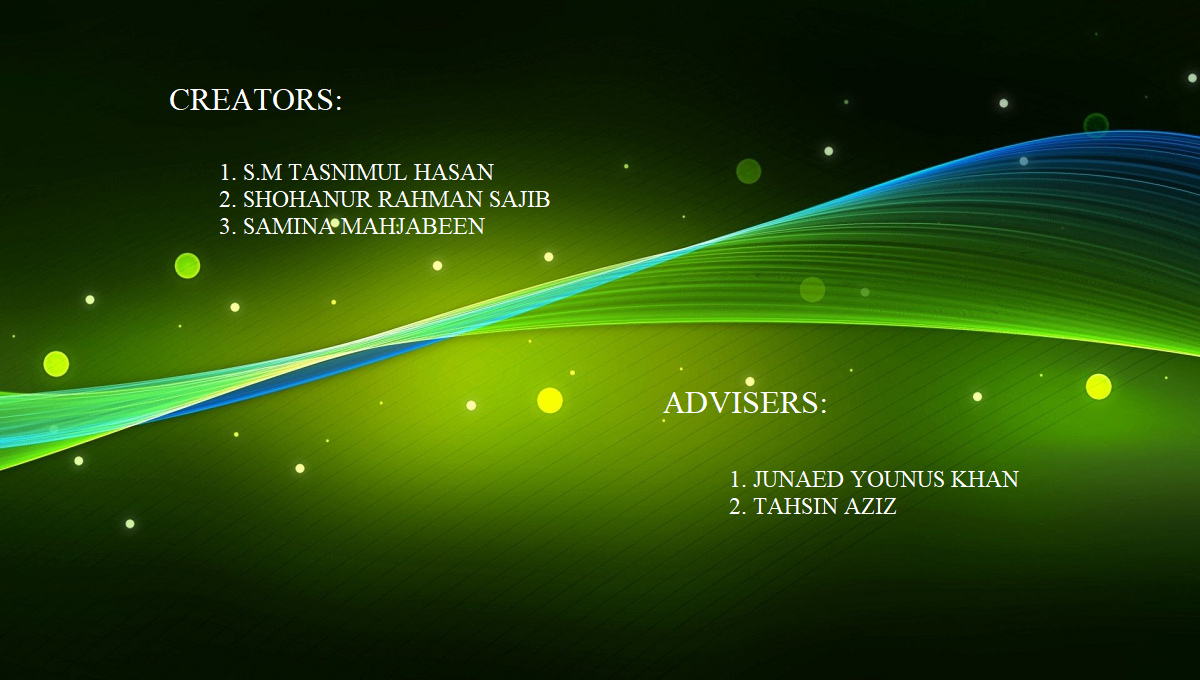 CREATORS:
1. S.M TASNIMUL HASAN
2. SHOHANUR RAHMAN SAJIB
3. SAMINA MAHJABEEN
ADVISERS:
1. JUNAED YOUNUS KHAN
2. TAHSIN AZIZ